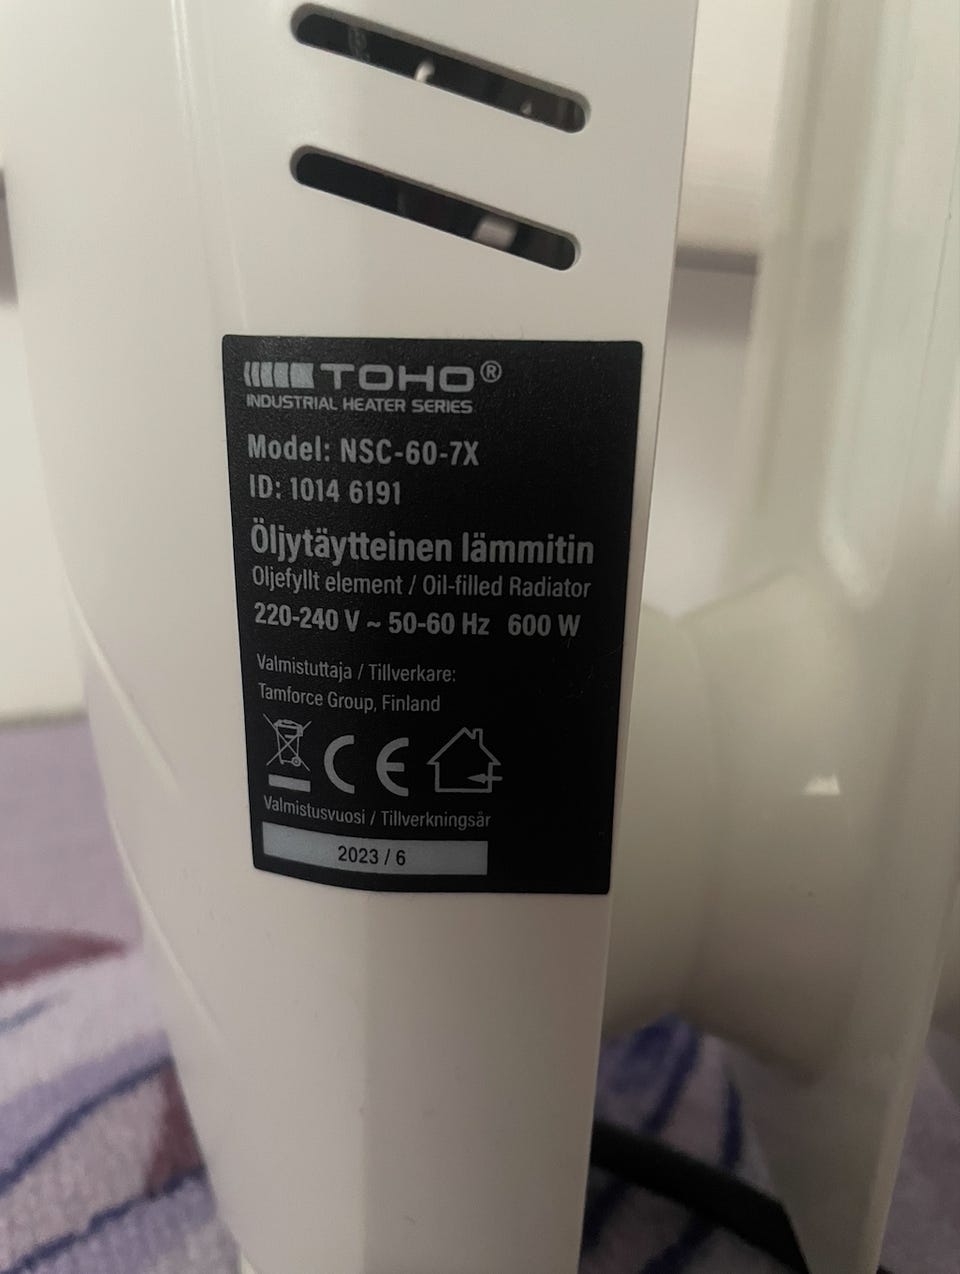 TOHO®
INDUSTRIAL HEATER SERIES
Model: NSC-60-7X
ID: 1014 6191
Öljytäytteinen lämmitin
Oljefyllt element / Oil-filled Radiator
220-240 V ~ 50-60 Hz 600 W
Valmistuttaja / Tillverkare:
Tamforce Group, Finland
CE
Valmistusvuosi / Tillverkningsår
2023 / 6